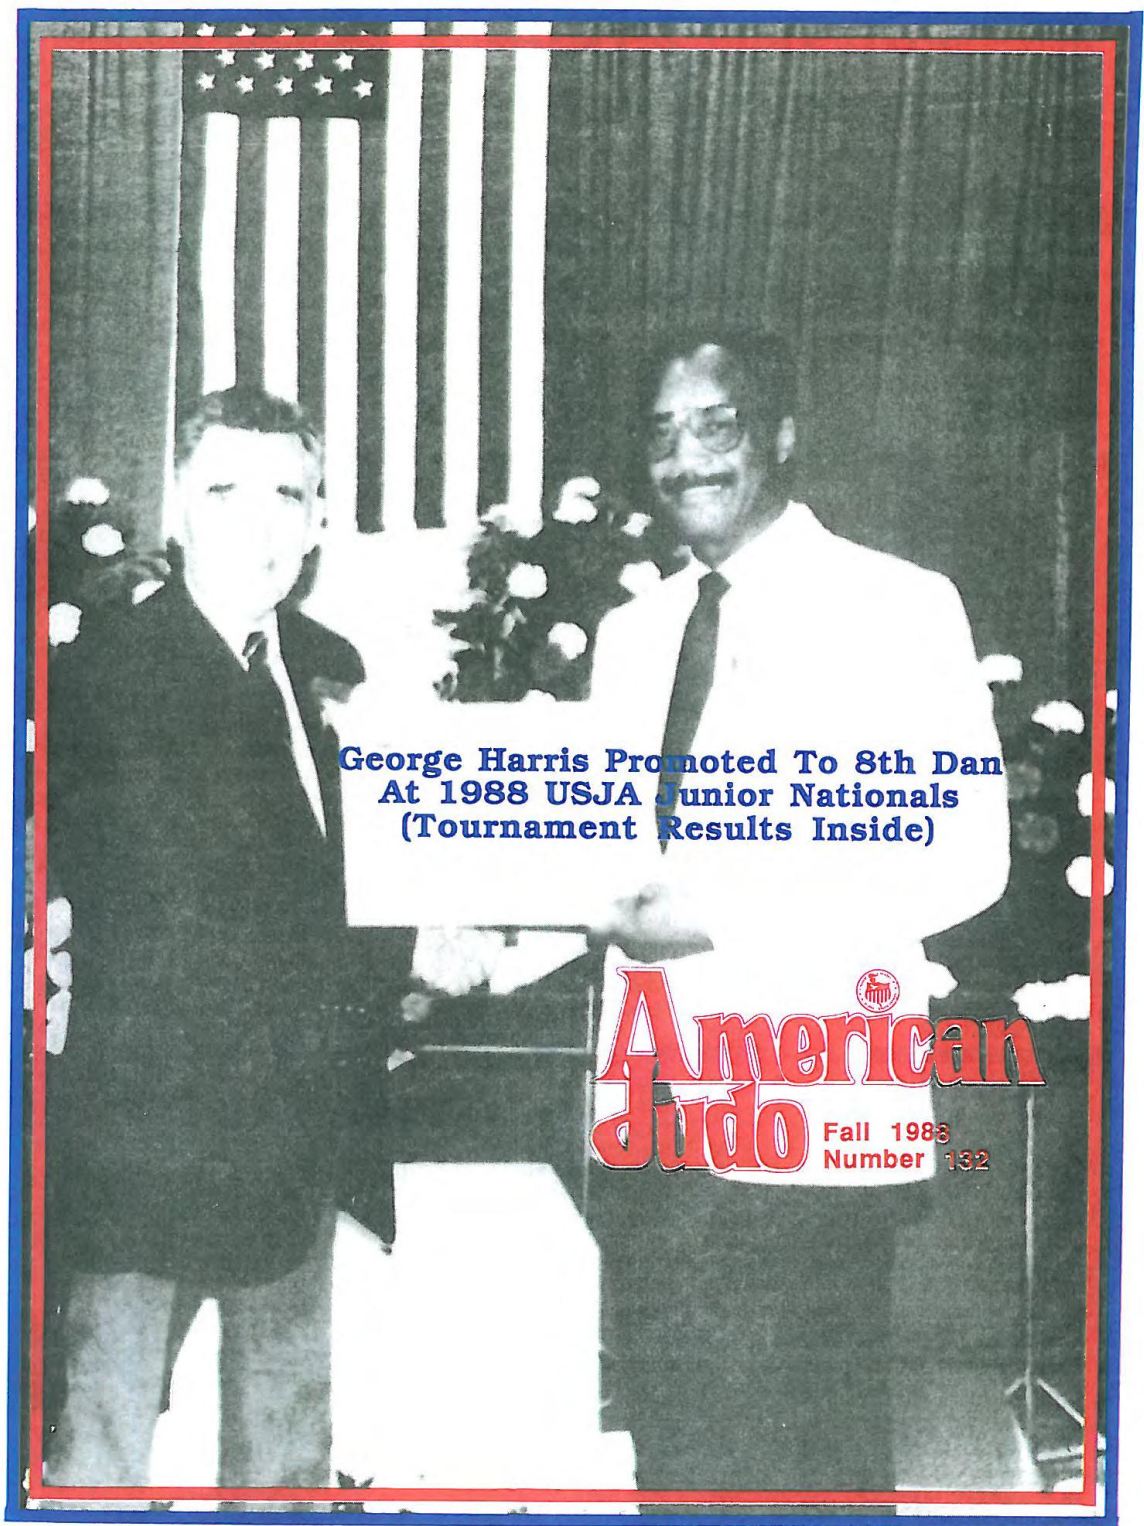 George Harris Promoted To 8th Dan
At 1988 USJA Junior Nationals
(Tournament Results Inside)
American
Judo
Fall 1988
Number 132